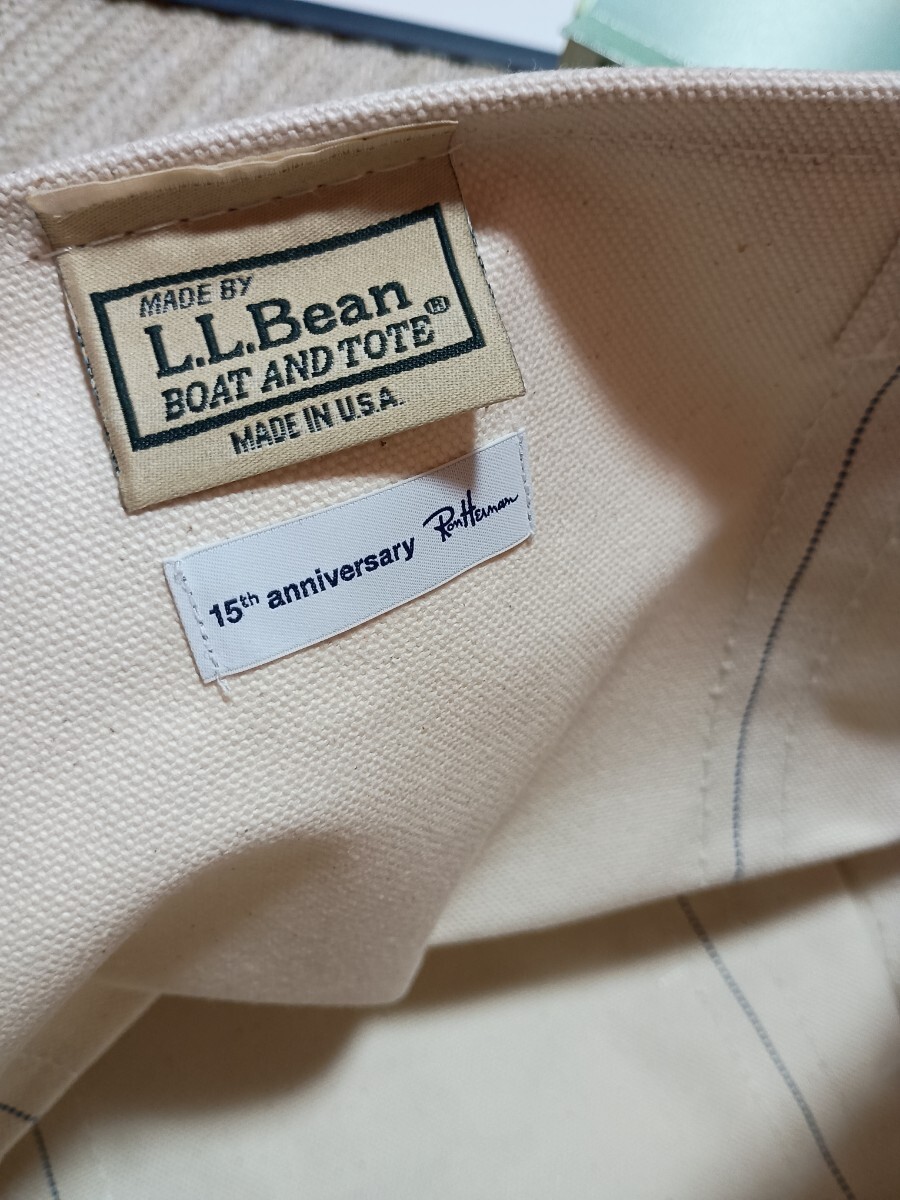 MADE BY
L.L.Bean®
BOAT AND TOTE
MADE IN U.S.A.
15th anniversary RonHerman